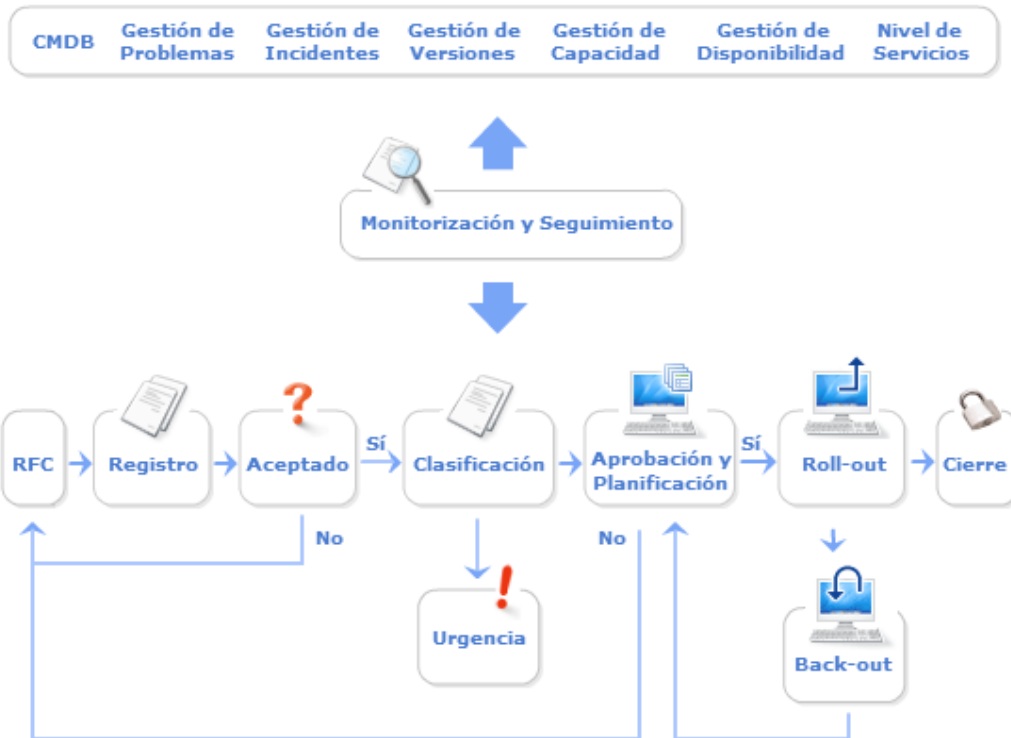 CMDB
Gestión de
Problemas
Gestión de
Incidentes
Gestión de
Versiones
Gestión de
Capacidad
Gestión de
Disponibilidad
Nivel de
Servicios
Monitorización y Seguimiento
RFC
Registro
Aceptado
Sí
Clasificación
Aprobación y
Planificación
Sí
Roll-out
Cierre
No
No
Urgencia
Back-out